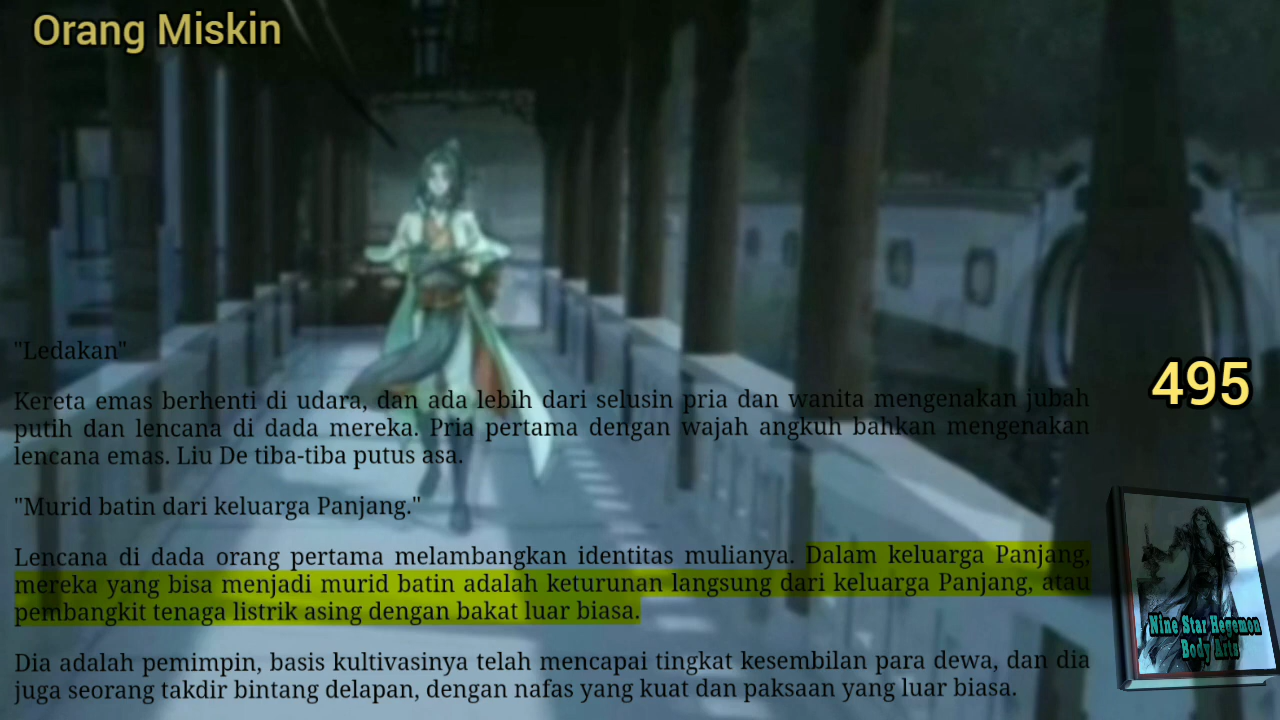 Orang Miskin
"Ledakan"
Kereta emas berhenti di udara, dan ada lebih dari selusin pria dan wanita mengenakan jubah
putih dan lencana di dada mereka. Pria pertama dengan wajah angkuh bahkan mengenakan
lencana emas. Liu De tiba-tiba putus asa.
"Murid batin dari keluarga Panjang."
Lencana di dada orang pertama melambangkan identitas mulianya. Dalam keluarga Panjang,
mereka yang bisa menjadi murid batin adalah keturunan langsung dari keluarga Panjang, atau
pembangkit tenaga listrik asing dengan bakat luar biasa.
Dia adalah pemimpin, basis kultivasinya telah mencapai tingkat kesembilan para dewa, dan dia
juga seorang takdir bintang delapan, dengan nafas yang kuat dan paksaan yang luar biasa.
495
Nine Star Hegemon
Body Arts